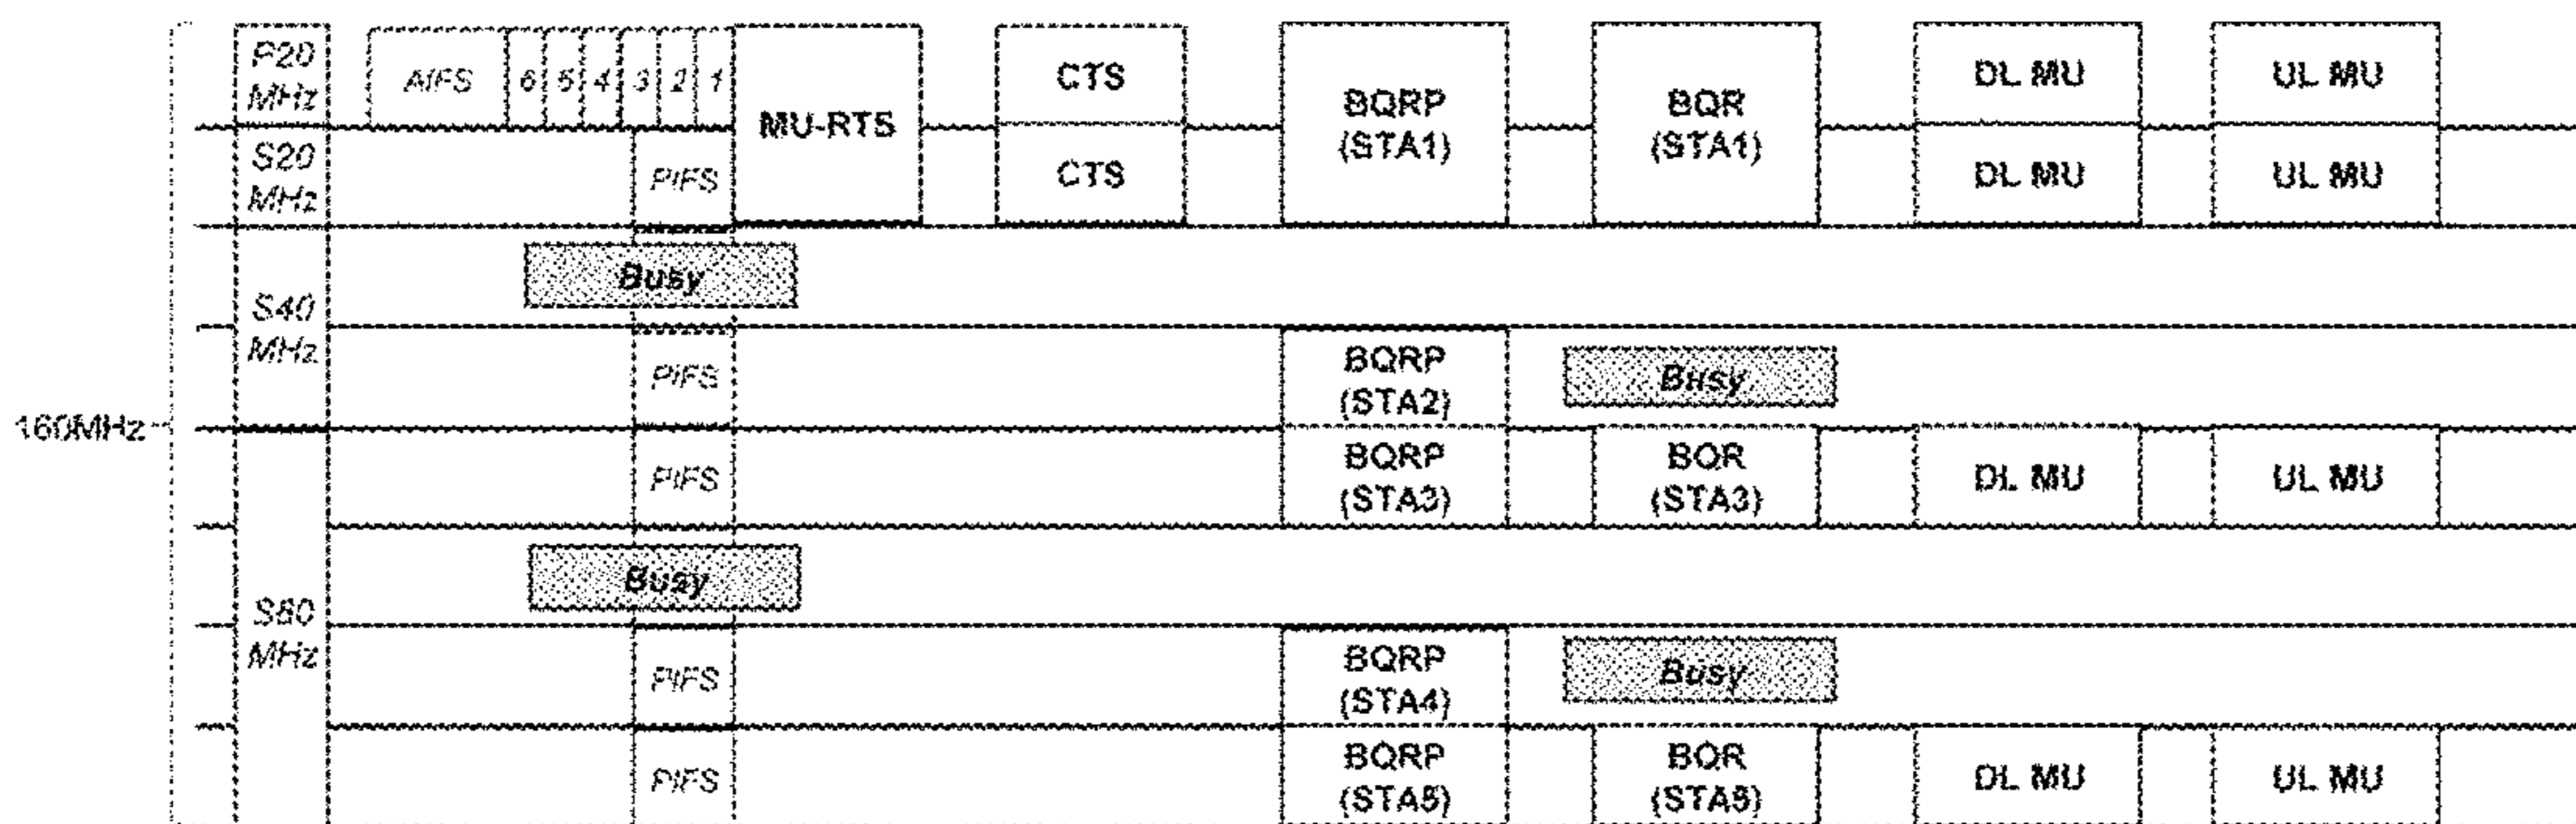 P20
MHz
AIFS
6
5
4
3
2
1
MU-RTS
CTS
BQRP
(STA1)
BQR
(STA1)
DL MU
UL MU
S20
MHz
PIFS
CTS
DL MU
UL MU
Busy
S40
MHz
PIFS
BQRP
(STA2)
Busy
160MHz
PIFS
BQRP
(STA3)
BQR
(STA3)
DL MU
UL MU
Busy
S80
MHz
PIFS
BQRP
(STA4)
Busy
PIFS
BQRP
(STA5)
BQR
(STA5)
DL MU
UL MU